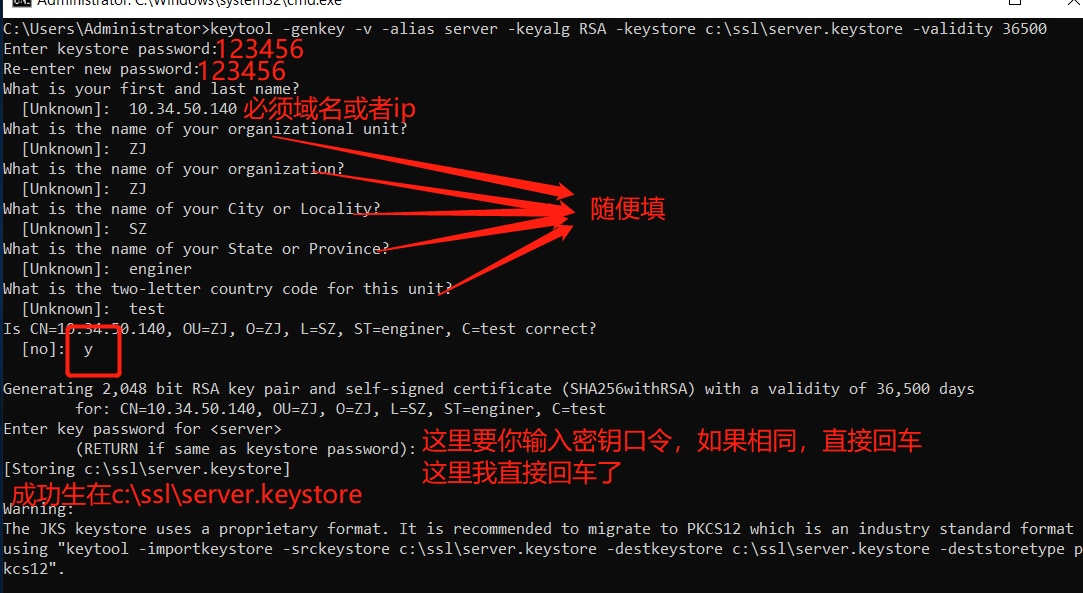 Administrator: C:\Windows\system32\cmd.exe
C:\Users\Administrator>keytool -genkey -v -alias server -keyalg RSA -keystore c:\ssl\server.keystore -validity 36500
Enter keystore password:123456
Re-enter new password:123456
What is your first and last name?
[Unknown]: 10.34.50.140 必须域名或者ip
What is the name of your organizational unit?
[Unknown]: ZJ
What is the name of your organization?
[Unknown]: ZJ
What is the name of your City or Locality?
随便填
[Unknown]: SZ
What is the name of your State or Province?
[Unknown]: enginer
What is the two-letter country code for this unit?
[Unknown]: test
Is CN=10.34.50.140, OU=ZJ, O=ZJ, L=SZ, ST=enginer, C=test correct?
[no]: y
Generating 2,048 bit RSA key pair and self-signed certificate (SHA256withRSA) with a validity of 36,500 days
for: CN=10.34.50.140, OU=ZJ, O=ZJ, L=SZ, ST=enginer, C=test
Enter key password for <server>
(RETURN if same as keystore password): 这里要你输入密钥口令，如果相同，直接回车
[Storing c:\ssl\server.keystore] 这里我直接回车了
成功生在c:\ssl\server.keystore
Warning:
The JKS keystore uses a proprietary format. It is recommended to migrate to PKCS12 which is an industry standard format
using "keytool -importkeystore -srckeystore c:\ssl\server.keystore -destkeystore c:\ssl\server.keystore -deststoretype p
kcs12".